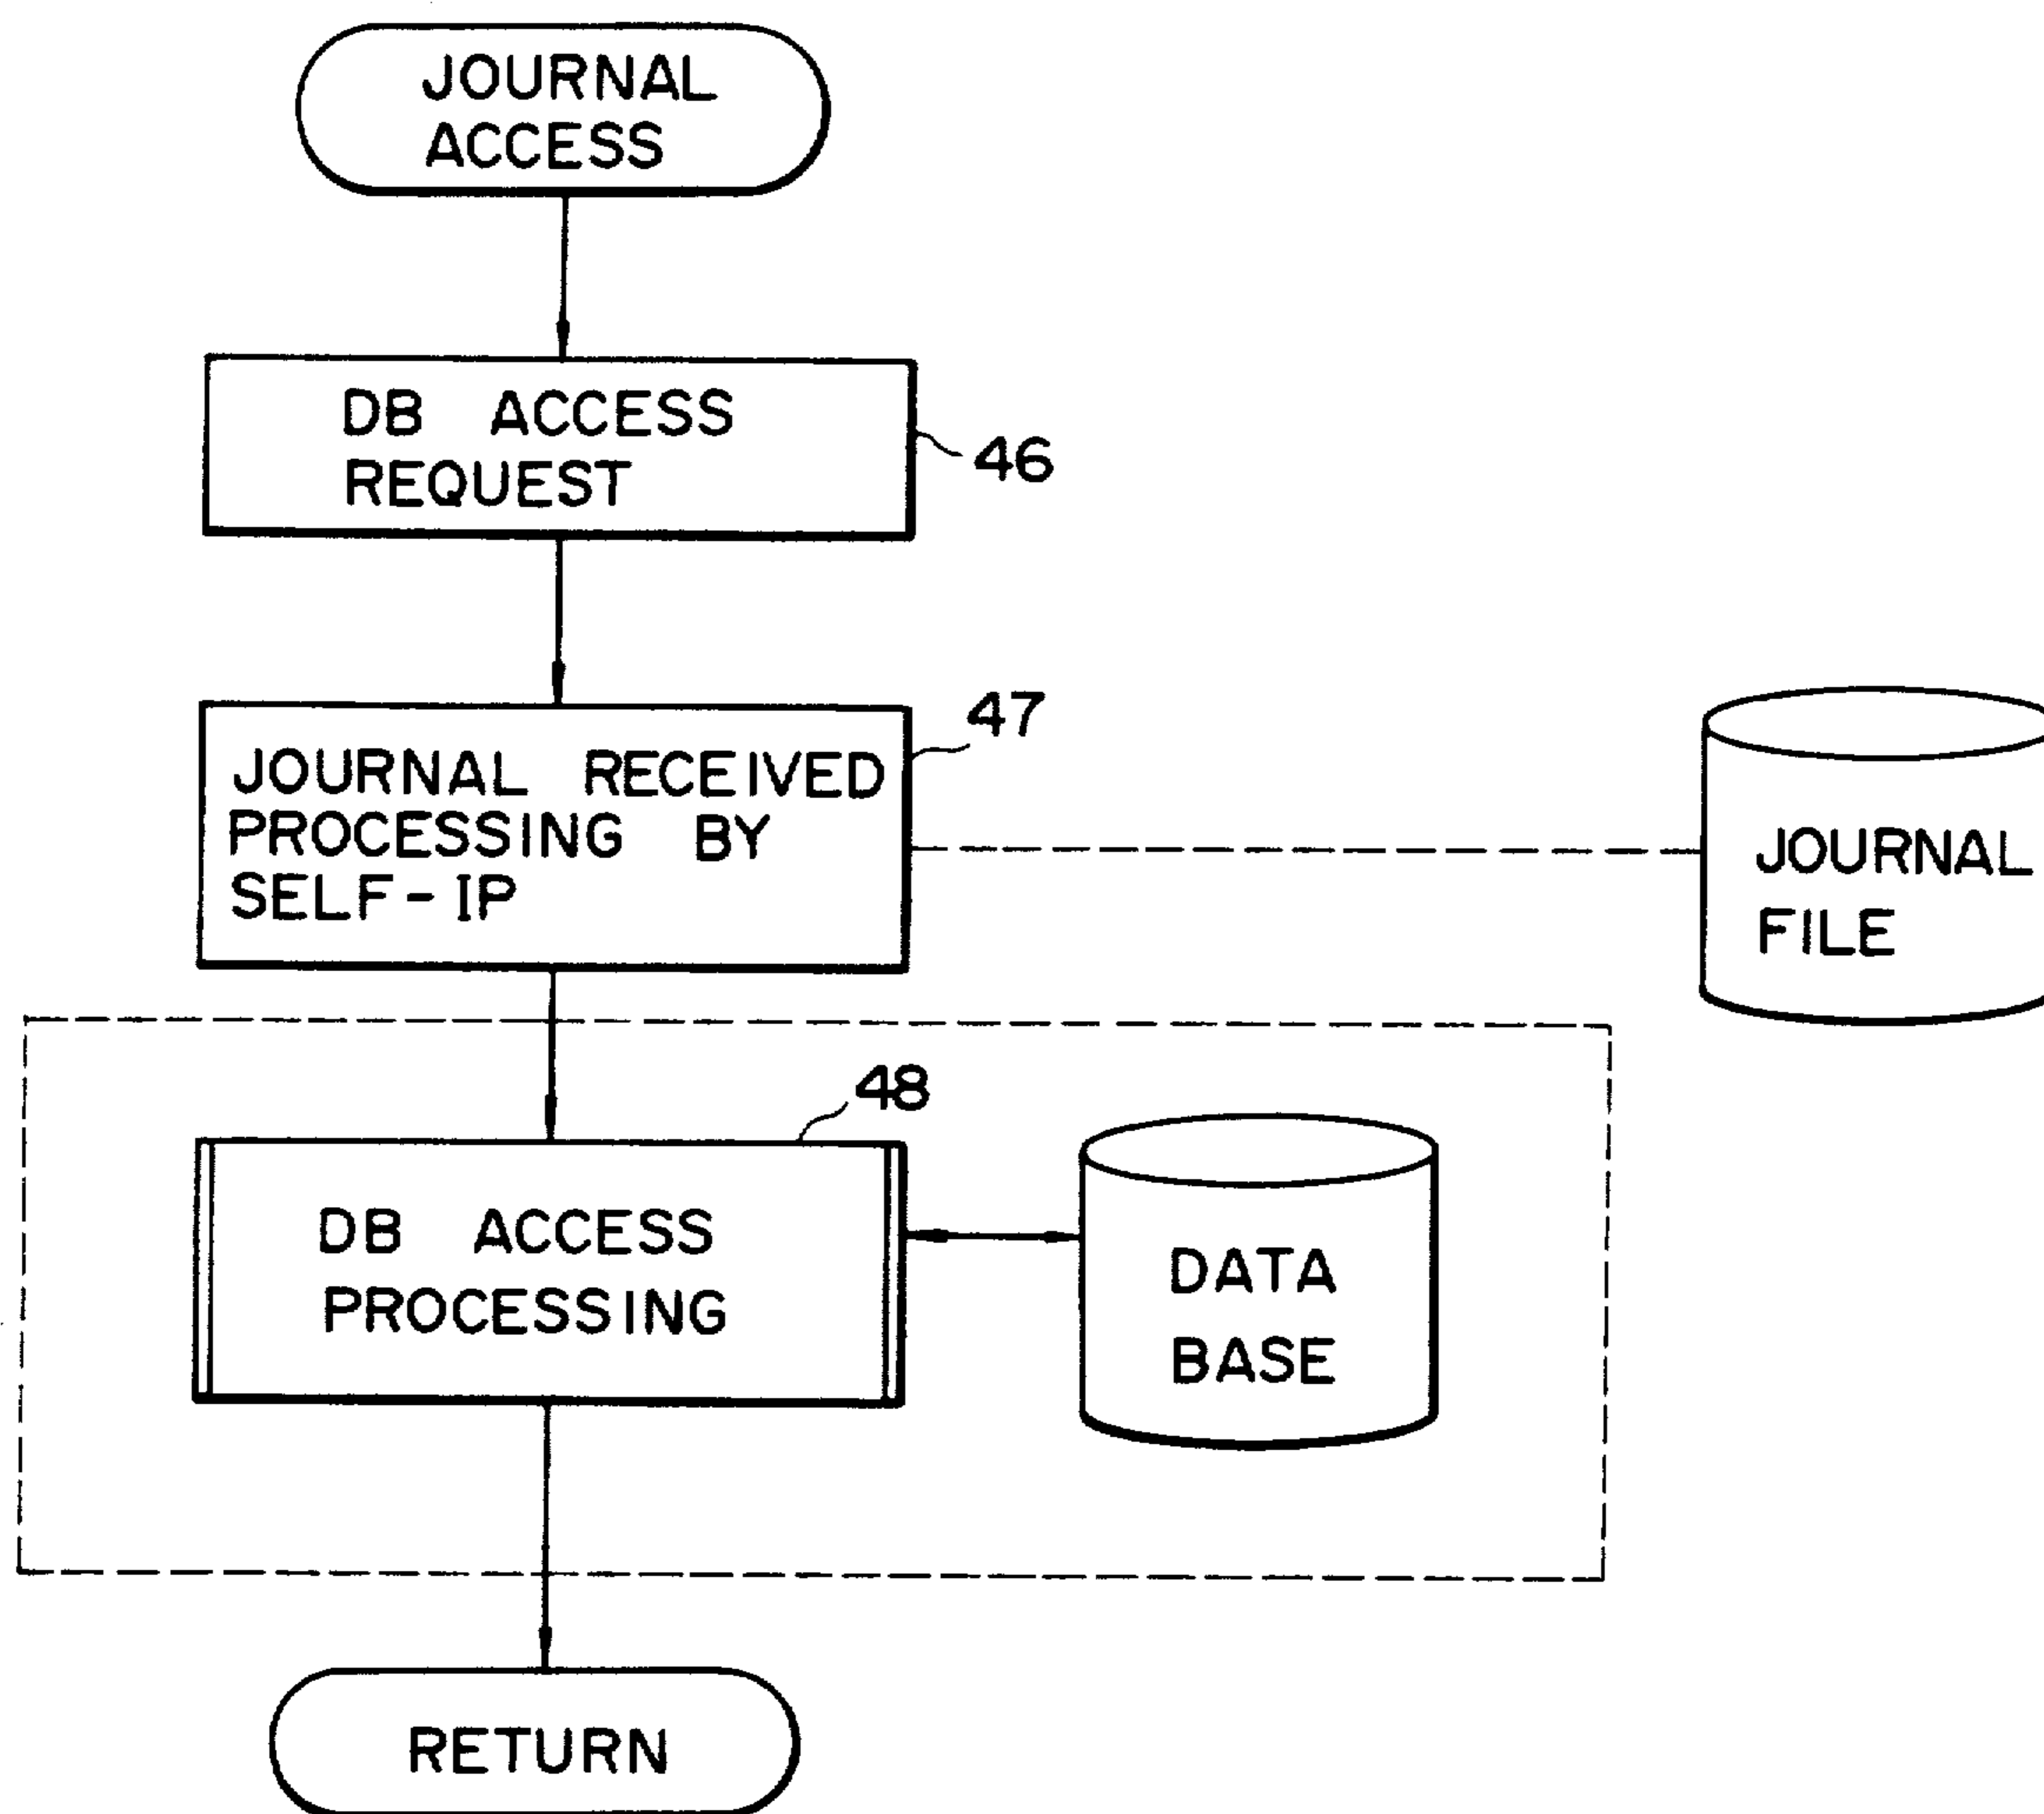 JOURNAL
ACCESS
DB ACCESS
REQUEST
46
47
JOURNAL RECEIVED
PROCESSING BY
SELF-IP
JOURNAL
FILE
48
DB ACCESS
PROCESSING
DATA
BASE
RETURN